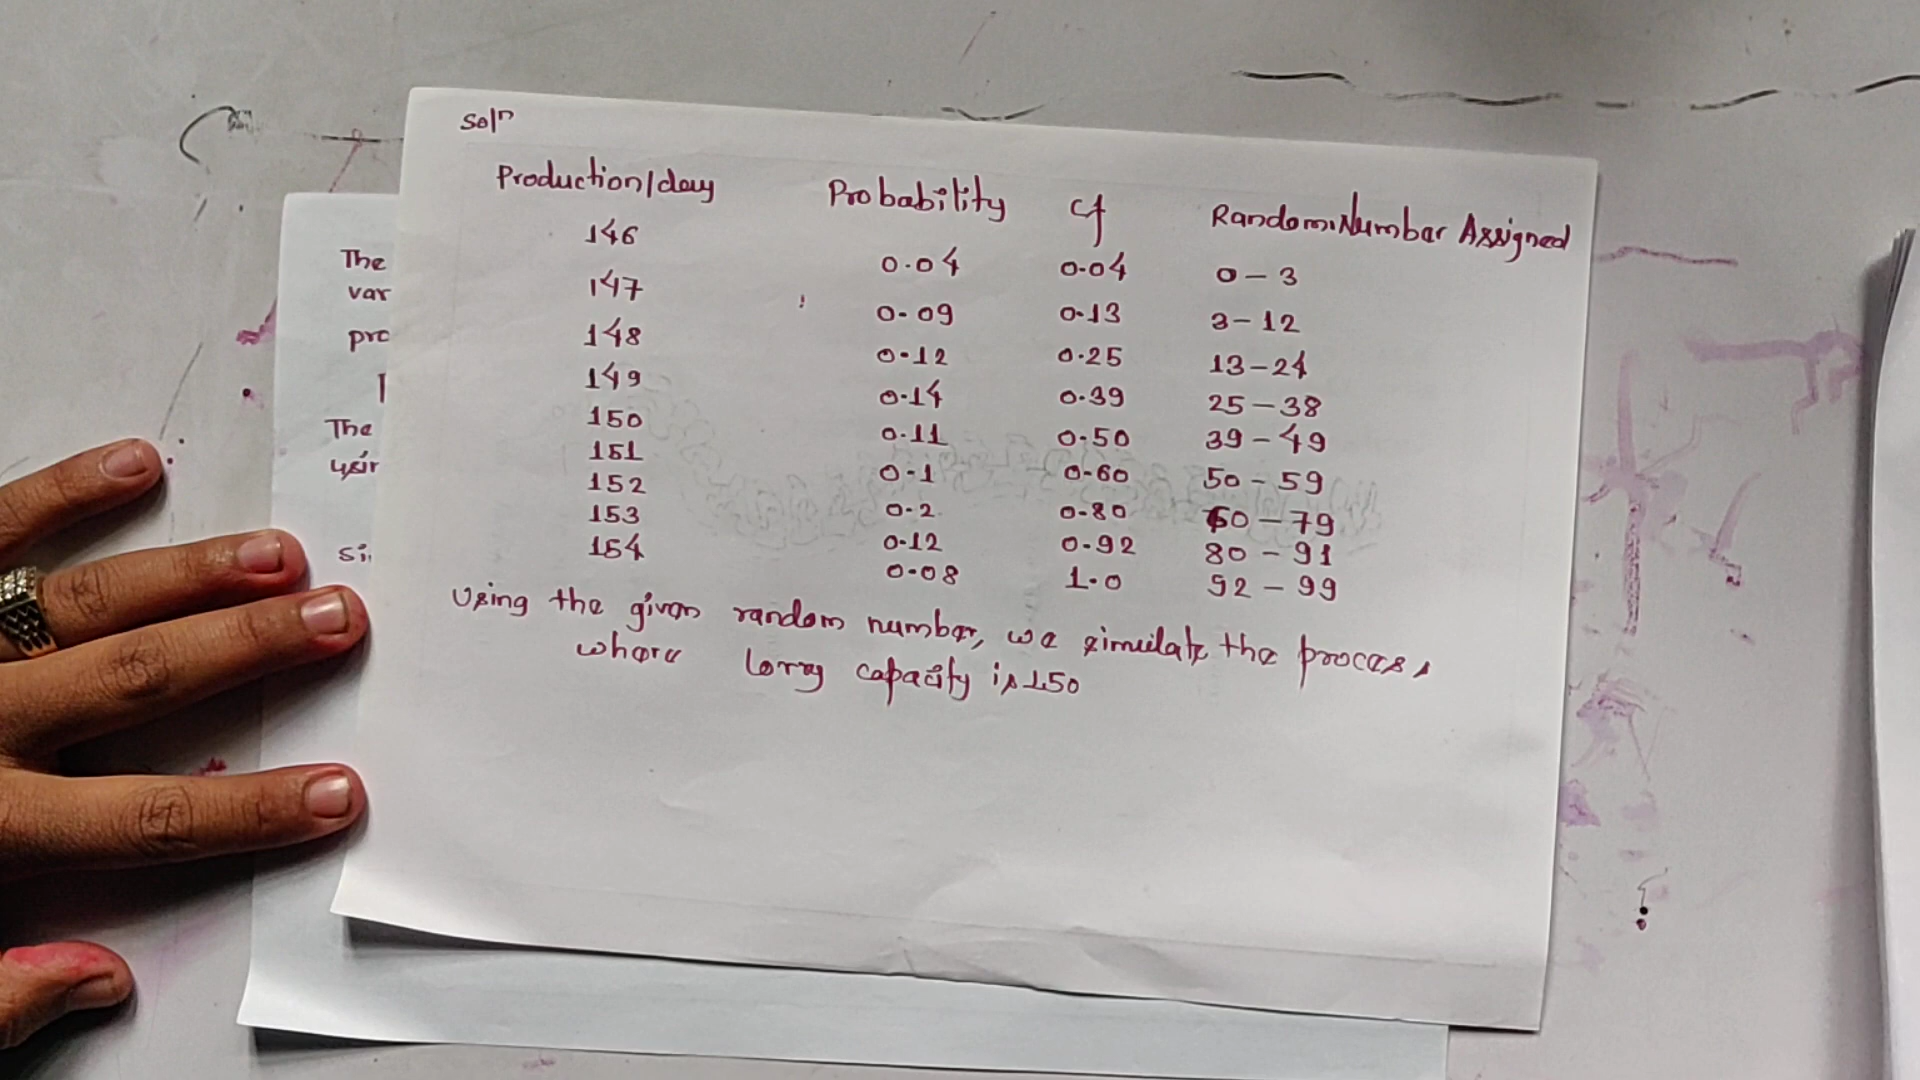 Soln
Production/day Probability cf Random Number Assigned
146 0.04 0.04 0-3
147 0.09 0.13 3-12
148 0.12 0.25 13-24
149 0.14 0.39 25-38
150 0.11 0.50 39-49
151 0.1 0.60 50-59
152 0.2 0.80 60-79
153 0.12 0.92 80-91
154 0.08 1.0 92-99
Using the given random number, we simulate the process
where lorry capacity is 150
The
var
pro
The